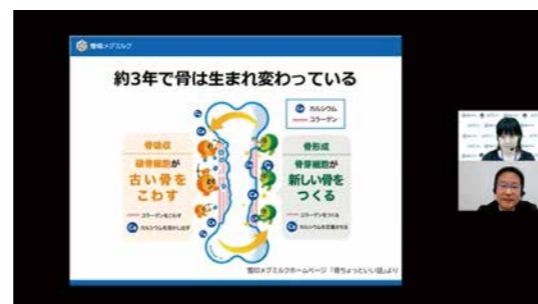 雪印メグミルク
約3年で骨は生まれ変わっている
Ca カルシウム
コラーゲン
骨吸収
破骨細胞が
古い骨を
こわす
コラーゲンをこわす
Ca カルシウムを溶かし出す
骨形成
骨芽細胞が
新しい骨を
つくる
コラーゲンをつくる
Ca カルシウムを定着させる
雪印メグミルクホームページ「骨ちょっといい話」より